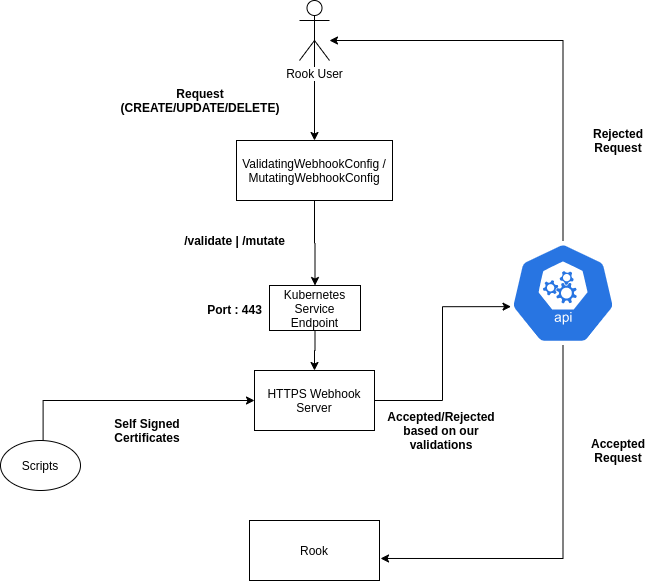 Rook User
Request
(CREATE/UPDATE/DELETE)
Rejected
Request
ValidatingWebhookConfig /
MutatingWebhookConfig
/validate | /mutate
Port : 443
Kubernetes
Service
Endpoint
api
HTTPS Webhook
Server
Self Signed
Certificates
Accepted/Rejected
based on our
validations
Accepted
Request
Scripts
Rook